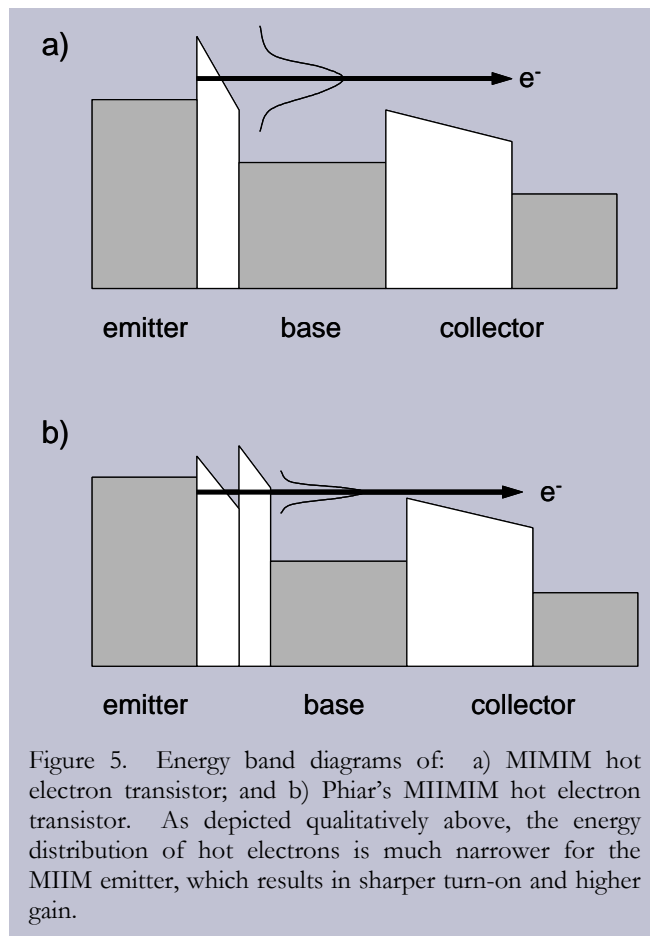 a)
e-
emitter base collector
b)
e-
emitter base collector
Figure 5. Energy band diagrams of: a) MIMIM hot
electron transistor; and b) Phiar's MIIMIM hot electron
transistor. As depicted qualitatively above, the energy
distribution of hot electrons is much narrower for the
MIIM emitter, which results in sharper turn-on and higher
gain.